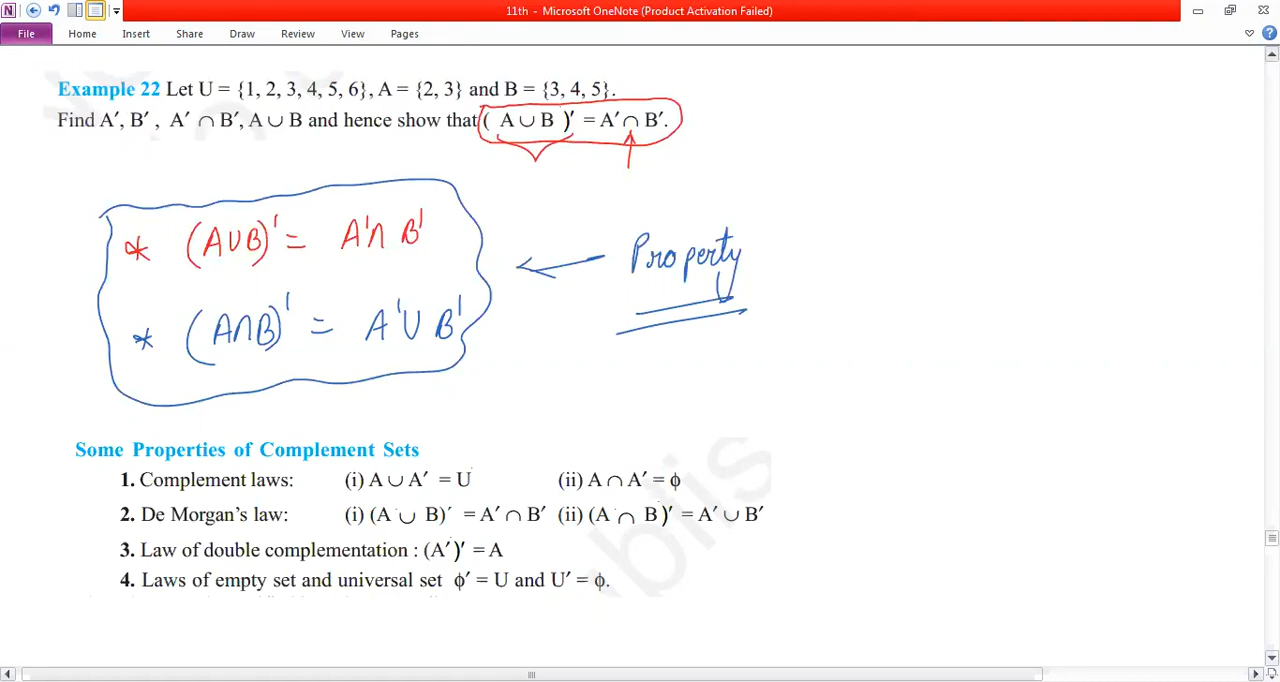 11th - Microsoft OneNote (Product Activation Failed)
File Home Insert Share Draw Review View Pages
Example 22 Let U = {1, 2, 3, 4, 5, 6}, A = {2, 3} and B = {3, 4, 5}.
Find A′, B′ , A′ ∩ B′, A ∪ B and hence show that ( A ∪ B )′ = A′ ∩ B′.
* (A∪B)' = A'∩ B'
Property
* (A∩B)' = A'∪ B'
Some Properties of Complement Sets
1. Complement laws: (i) A ∪ A′ = U (ii) A ∩ A′ = ϕ
2. De Morgan's law: (i) (A ∪ B)′ = A′ ∩ B′ (ii) (A ∩ B)′ = A′ ∪ B′
3. Law of double complementation : (A′)′ = A
4. Laws of empty set and universal set ϕ′ = U and U′ = ϕ.